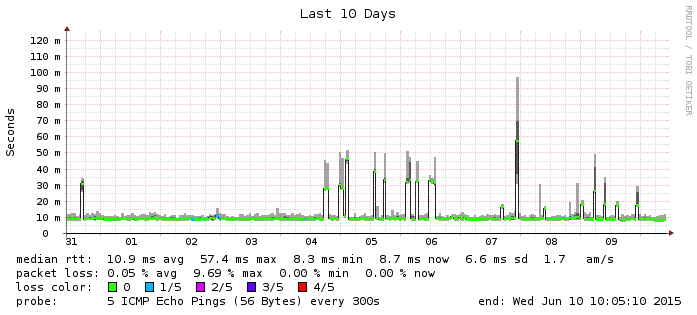 Last 10 Days
RRDTOOL / TOBI OETIKER
Seconds
120 m
110 m
100 m
90 m
80 m
70 m
60 m
50 m
40 m
30 m
20 m
10 m
0
31 01 02 03 04 05 06 07 08 09
median rtt: 10.9 ms avg 57.4 ms max 8.3 ms min 8.7 ms now 6.6 ms sd 1.7 am/s
packet loss: 0.05 % avg 9.69 % max 0.00 % min 0.00 % now
loss color: 0 1/5 2/5 3/5 4/5
probe: 5 ICMP Echo Pings (56 Bytes) every 300s end: Wed Jun 10 10:05:10 2015